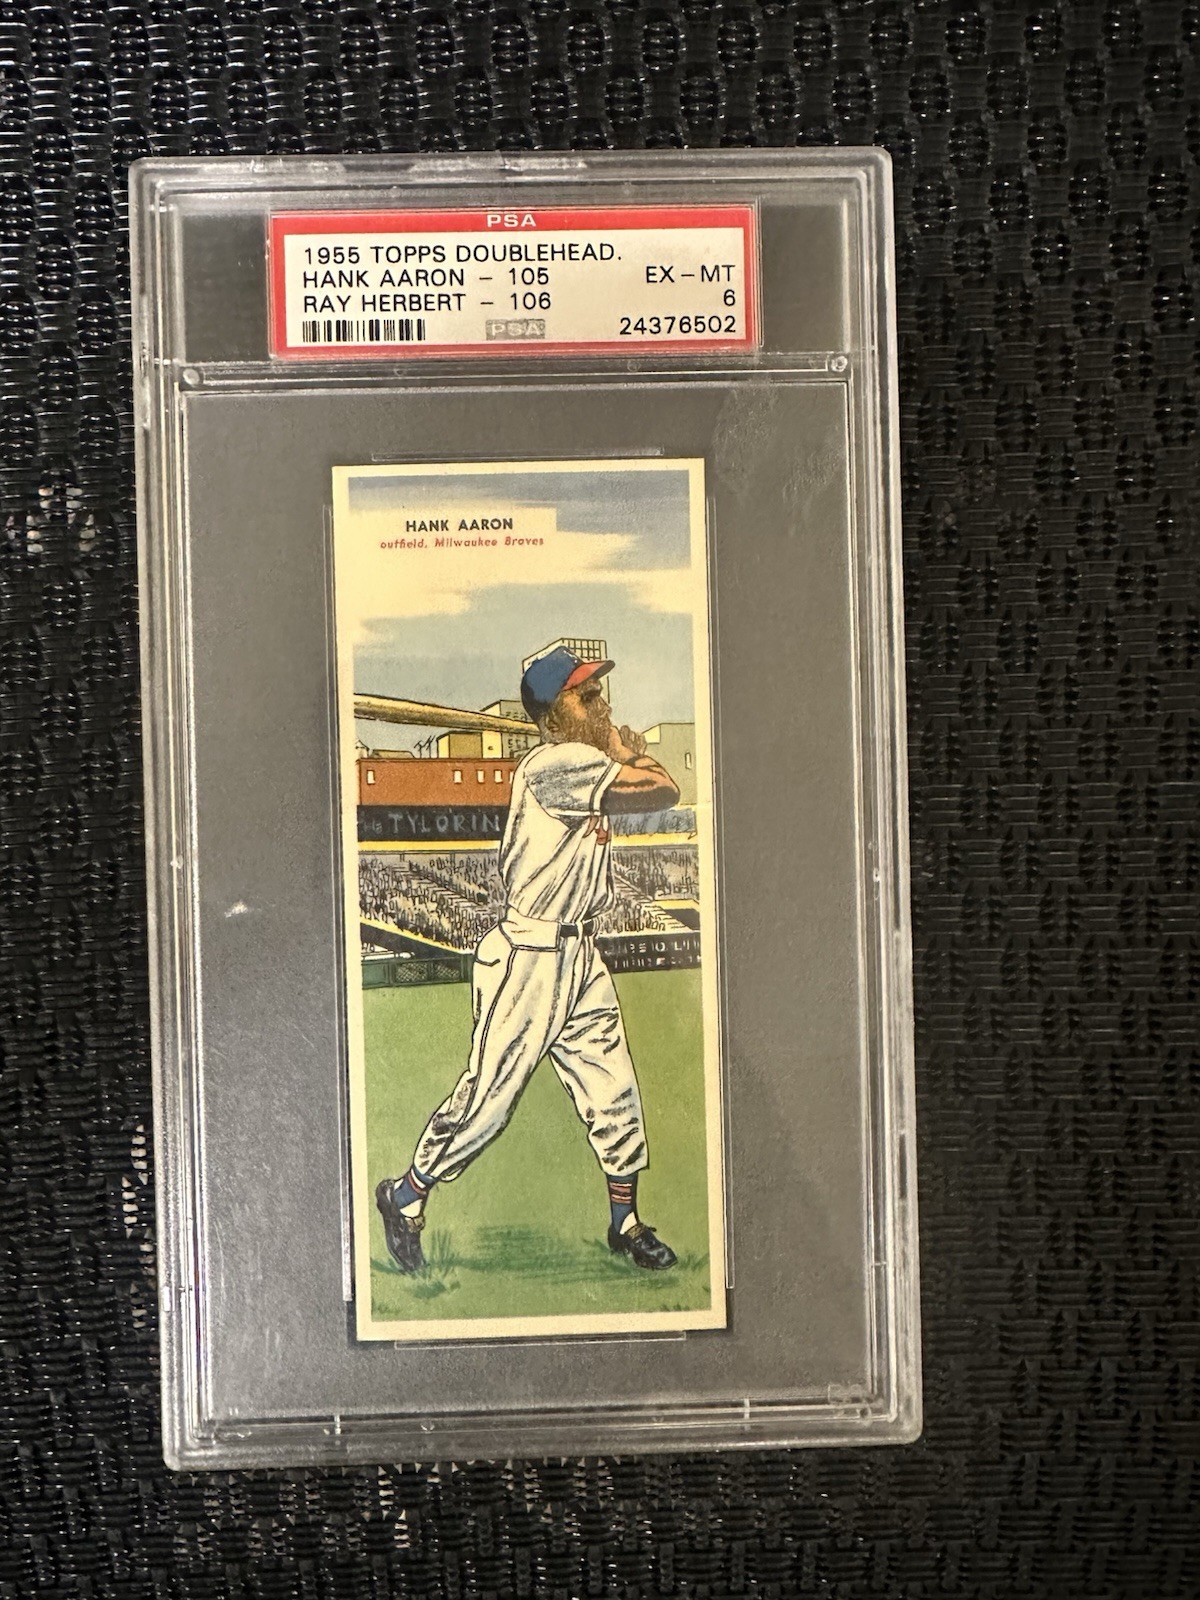 PSA
1955 TOPPS DOUBLEHEAD.
HANK AARON - 105 EX-MT
RAY HERBERT - 106 6
PSA 24376502
HANK AARON
outfield, Milwaukee Braves
TYLORIN